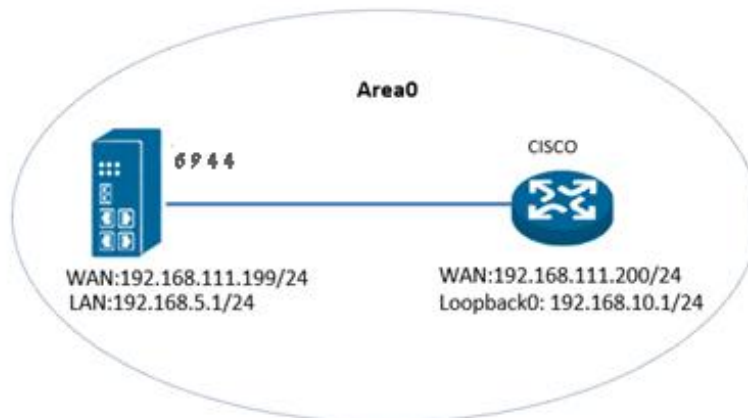 Area0
6944
CISCO
WAN:192.168.111.199/24
LAN:192.168.5.1/24
WAN:192.168.111.200/24
Loopback0: 192.168.10.1/24